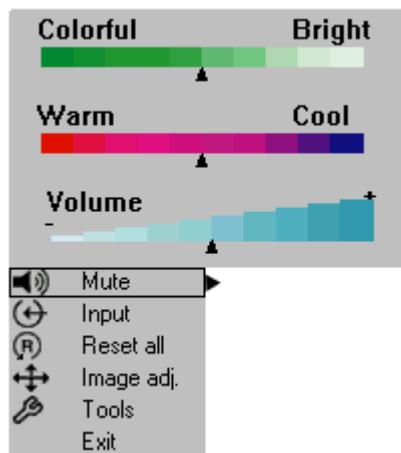 Colorful Bright
Warm Cool
Volume
- +
Mute
Input
R Reset all
Image adj.
Tools
Exit